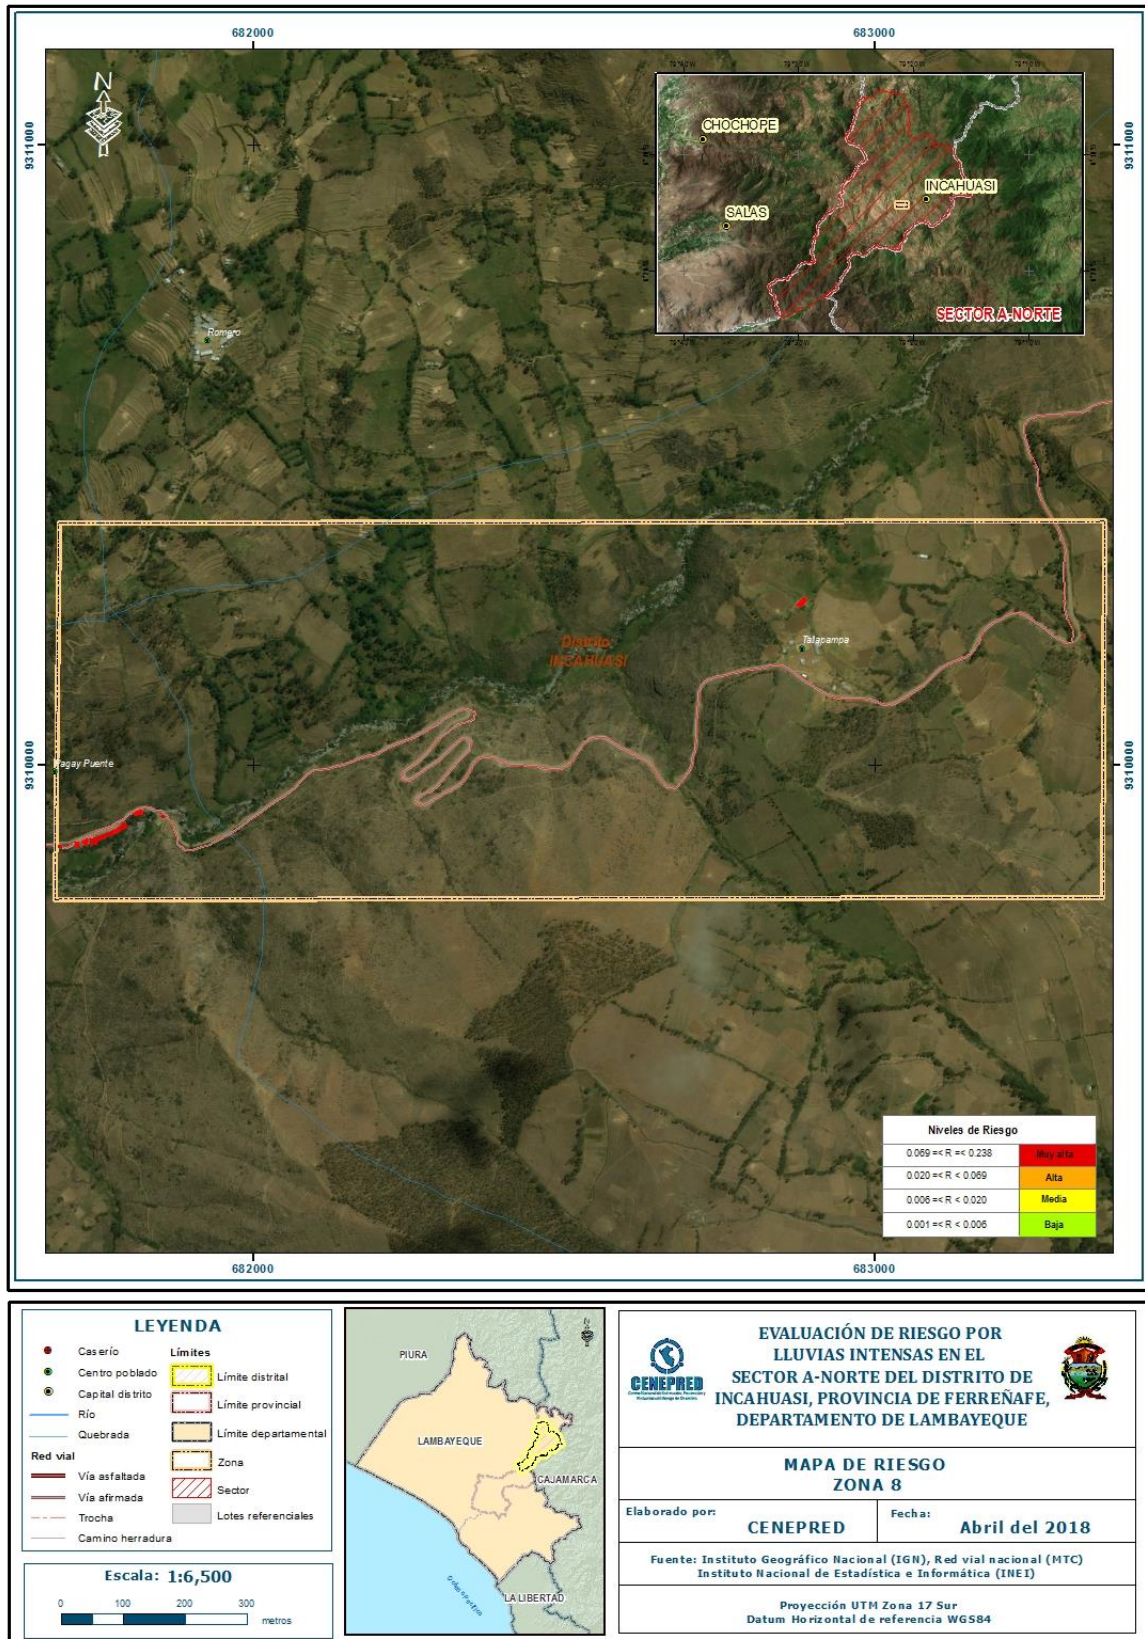 682000
683000
9311000
9311000
N
CHOCHOPE
INCAHUASI
SALAS
SECTOR A-NORTE
Romero
Distrito:
INCAHUASI
Talapampa
9310000
9310000
Pagay Puente
Niveles de Riesgo
0.069 =< R =< 0.238 Muy alta
0.020 =< R < 0.069 Alta
0.006 =< R < 0.020 Media
0.001 =< R < 0.006 Baja
682000
683000
LEYENDA
Caserío
Centro poblado
Capital distrito
Río
Quebrada
Red vial
Vía asfaltada
Vía afirmada
Trocha
Camino herradura
Límites
Límite distrital
Límite provincial
Límite departamental
Zona
Sector
Lotes referenciales
Escala: 1:6,500
0 100 200 300
metros
PIURA
LAMBAYEQUE
CAJAMARCA
LA LIBERTAD
CENEPRED
EVALUACIÓN DE RIESGO POR
LLUVIAS INTENSAS EN EL
SECTOR A-NORTE DEL DISTRITO DE
INCAHUASI, PROVINCIA DE FERREÑAFE,
DEPARTAMENTO DE LAMBAYEQUE
MAPA DE RIESGO
ZONA 8
Elaborado por:
CENEPRED
Fecha:
Abril del 2018
Fuente: Instituto Geográfico Nacional (IGN), Red vial nacional (MTC)
Instituto Nacional de Estadística e Informática (INEI)
Proyección UTM Zona 17 Sur
Datum Horizontal de referencia WGS84